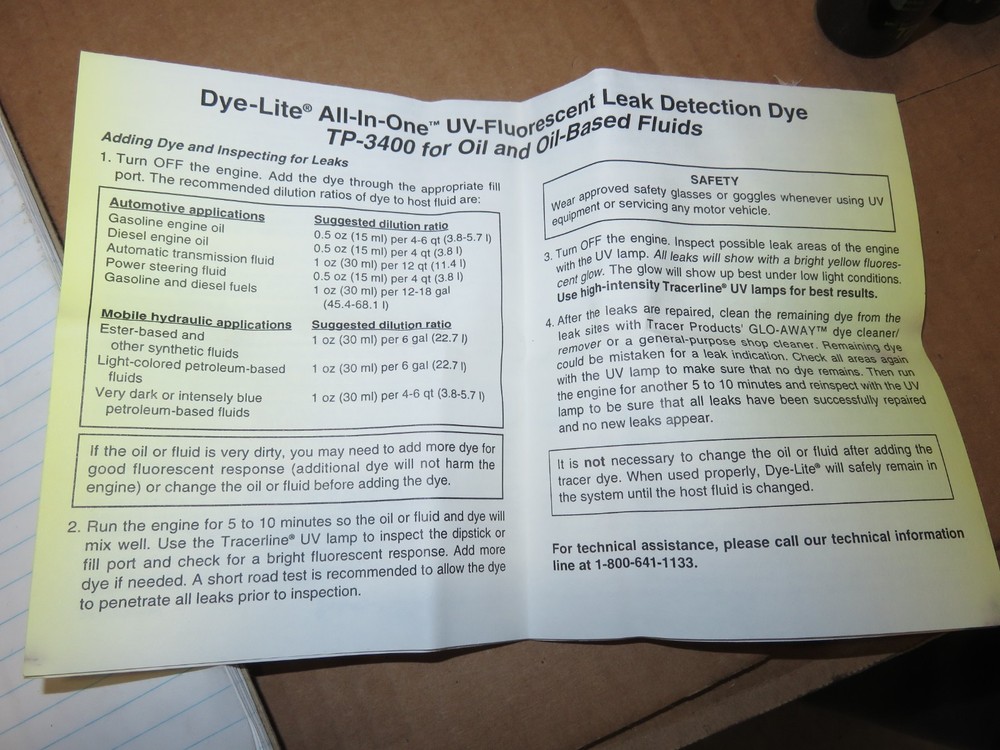 Dye-Lite® All-In-One™ UV-Fluorescent Leak Detection Dye
TP-3400 for Oil and Oil-Based Fluids
Adding Dye and Inspecting for Leaks
1. Turn OFF the engine. Add the dye through the appropriate fill
port. The recommended dilution ratios of dye to host fluid are:
Automotive applications Suggested dilution ratio
Gasoline engine oil 0.5 oz (15 ml) per 4-6 qt (3.8-5.7 l)
Diesel engine oil 0.5 oz (15 ml) per 4 qt (3.8 l)
Automatic transmission fluid 1 oz (30 ml) per 12 qt (11.4 l)
Power steering fluid 0.5 oz (15 ml) per 4 qt (3.8 l)
Gasoline and diesel fuels 1 oz (30 ml) per 12-18 gal
(45.4-68.1 l)
Mobile hydraulic applications Suggested dilution ratio
Ester-based and 1 oz (30 ml) per 6 gal (22.7 l)
other synthetic fluids
Light-colored petroleum-based 1 oz (30 ml) per 6 gal (22.7 l)
fluids
Very dark or intensely blue 1 oz (30 ml) per 4-6 qt (3.8-5.7 l)
petroleum-based fluids
If the oil or fluid is very dirty, you may need to add more dye for
good fluorescent response (additional dye will not harm the
engine) or change the oil or fluid before adding the dye.
2. Run the engine for 5 to 10 minutes so the oil or fluid and dye will
mix well. Use the Tracerline® UV lamp to inspect the dipstick or
fill port and check for a bright fluorescent response. Add more
dye if needed. A short road test is recommended to allow the dye
to penetrate all leaks prior to inspection.
SAFETY
Wear approved safety glasses or goggles whenever using UV
equipment or servicing any motor vehicle.
3. Turn OFF the engine. Inspect possible leak areas of the engine
with the UV lamp. All leaks will show with a bright yellow fluores-
cent glow. The glow will show up best under low light conditions.
Use high-intensity Tracerline® UV lamps for best results.
4. After the leaks are repaired, clean the remaining dye from the
leak sites with Tracer Products' GLO-AWAY™ dye cleaner/
remover or a general-purpose shop cleaner. Remaining dye
could be mistaken for a leak indication. Check all areas again
with the UV lamp to make sure that no dye remains. Then run
the engine for another 5 to 10 minutes and reinspect with the UV
lamp to be sure that all leaks have been successfully repaired
and no new leaks appear.
It is not necessary to change the oil or fluid after adding the
tracer dye. When used properly, Dye-Lite® will safely remain in
the system until the host fluid is changed.
For technical assistance, please call our technical information
line at 1-800-641-1133.